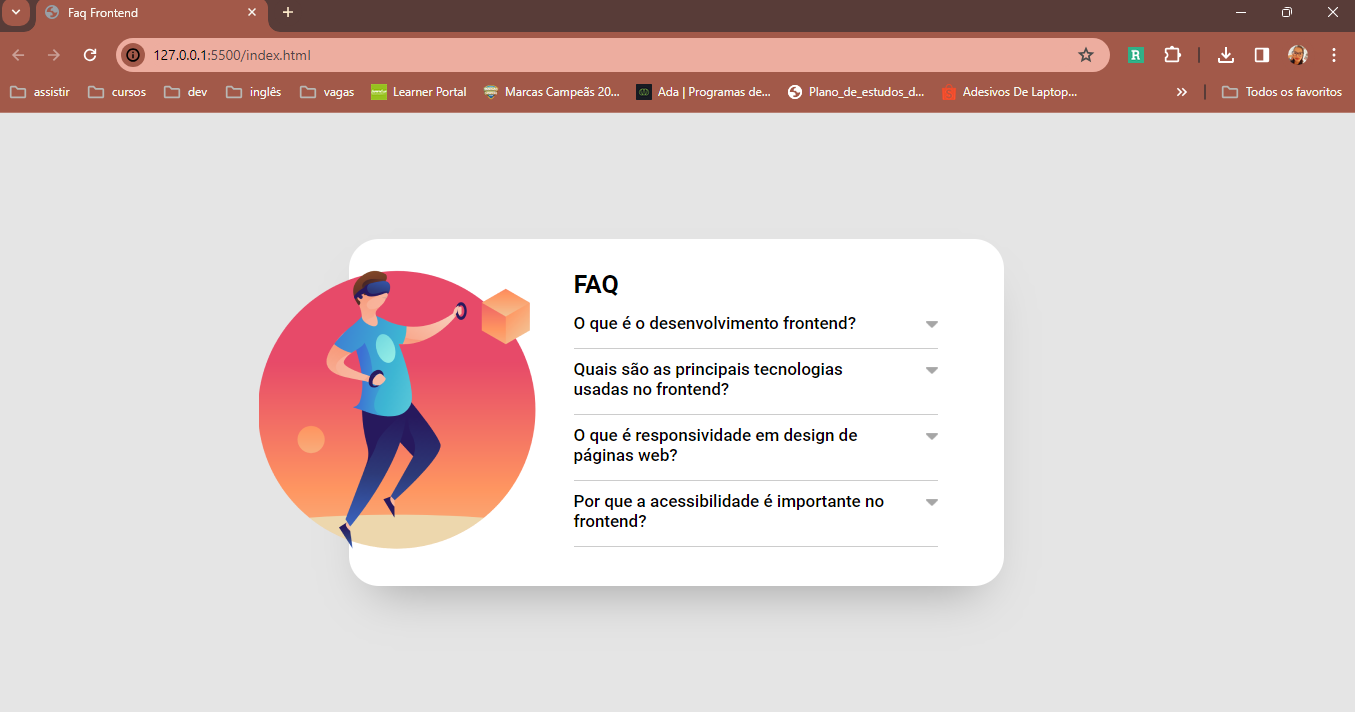 Faq Frontend
127.0.0.1:5500/index.html
R
assistir
cursos
dev
inglês
vagas
Learner Portal
Marcas Campeãs 20...
Ada | Programas de...
Plano_de_estudos_d...
Adesivos De Laptop...
Todos os favoritos
FAQ
O que é o desenvolvimento frontend?
Quais são as principais tecnologias
usadas no frontend?
O que é responsividade em design de
páginas web?
Por que a acessibilidade é importante no
frontend?